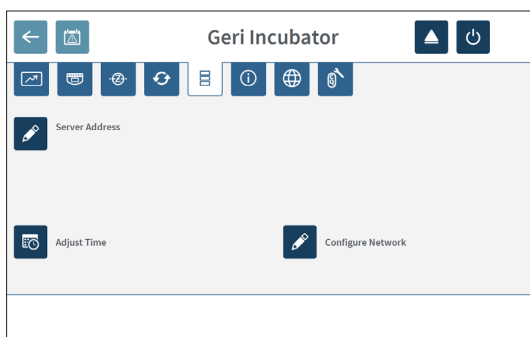 Geri Incubator
Server Address
Adjust Time
Configure Network